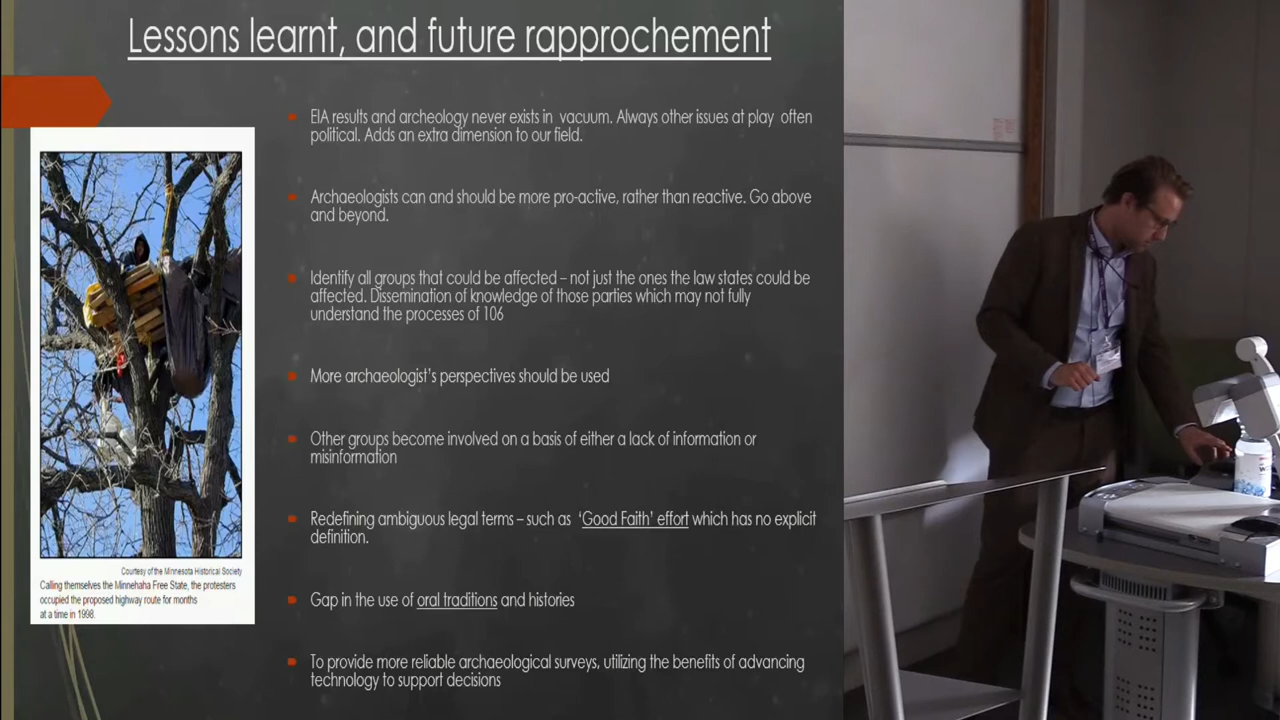 Lessons learnt, and future rapprochement
EIA results and archeology never exists in vacuum. Always other issues at play often
political. Adds an extra dimension to our field.
Archaeologists can and should be more pro-active, rather than reactive. Go above
and beyond.
Identify all groups that could be affected – not just the ones the law states could be
affected. Dissemination of knowledge of those parties which may not fully
understand the processes of 106
More archaeologist's perspectives should be used
Other groups become involved on a basis of either a lack of information or
misinformation
Redefining ambiguous legal terms – such as 'Good Faith' effort which has no explicit
definition.
Gap in the use of oral traditions and histories
To provide more reliable archaeological surveys, utilizing the benefits of advancing
technology to support decisions
Courtesy of the Minnesota Historical Society
Calling themselves the Minnehaha Free State, the protesters
occupied the proposed highway route for months
at a time in 1998.